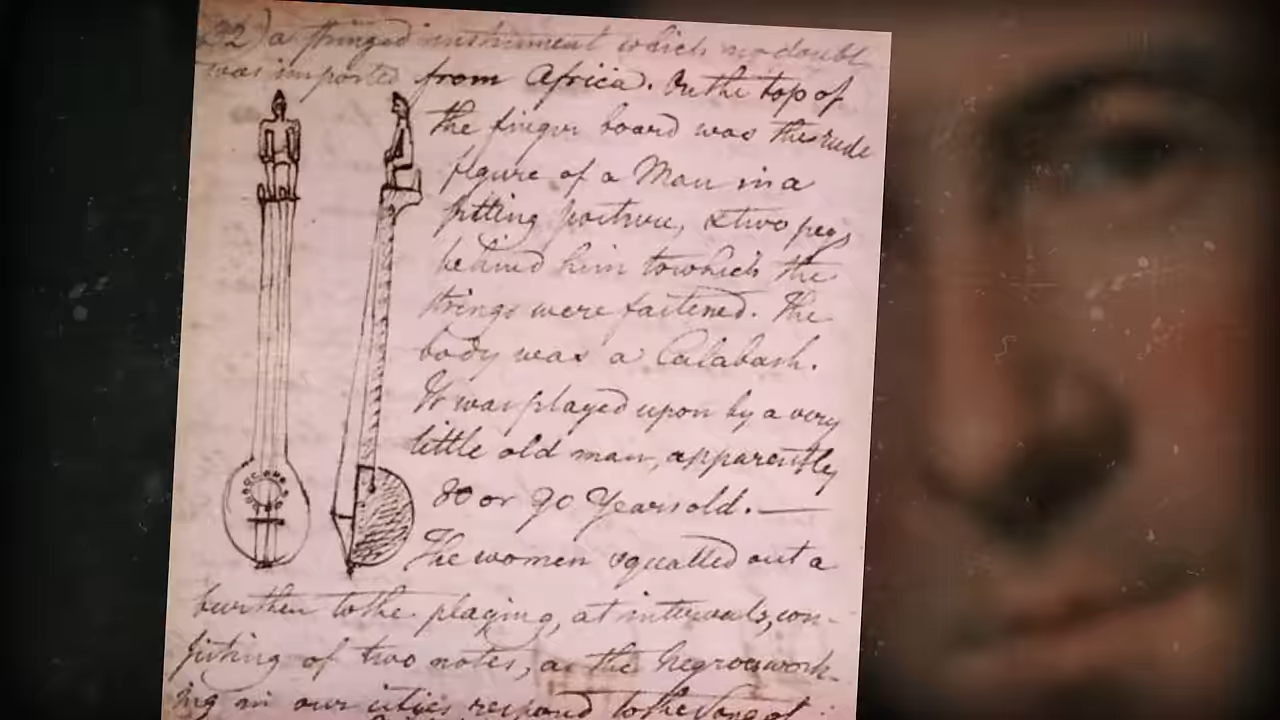 32) a stringed instrument which no doubt
was imported from Africa. On the top of
the finger board was the rude
figure of a Man in a
sitting posture, & two pegs
behind him to which the
strings were fastened. The
body was a Calabash.
It was played upon by a very
little old man, apparently
80 or 90 Years old. —
The women squalled out a
burthen to the playing, at intervals, con-
sisting of two notes, as the Negroes work-
ing in our cities respond to the Song of